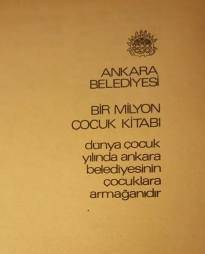 ANKARA
BELEDİYESİ
BİR MİLYON
ÇOCUK KİTABI
dünya çocuk
yılında ankara
belediyesinin
çocuklara
armağanıdır